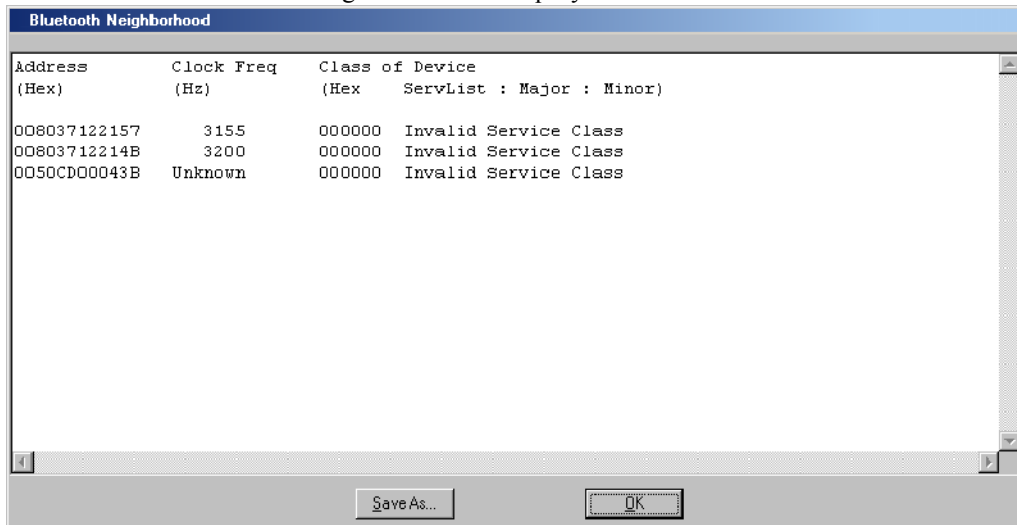 Bluetooth Neighborhood
Address Clock Freq Class of Device
(Hex) (Hz) (Hex ServList : Major : Minor)
008037122157 3155 000000 Invalid Service Class
00803712214B 3200 000000 Invalid Service Class
0050CD00043B Unknown 000000 Invalid Service Class
Save As... OK